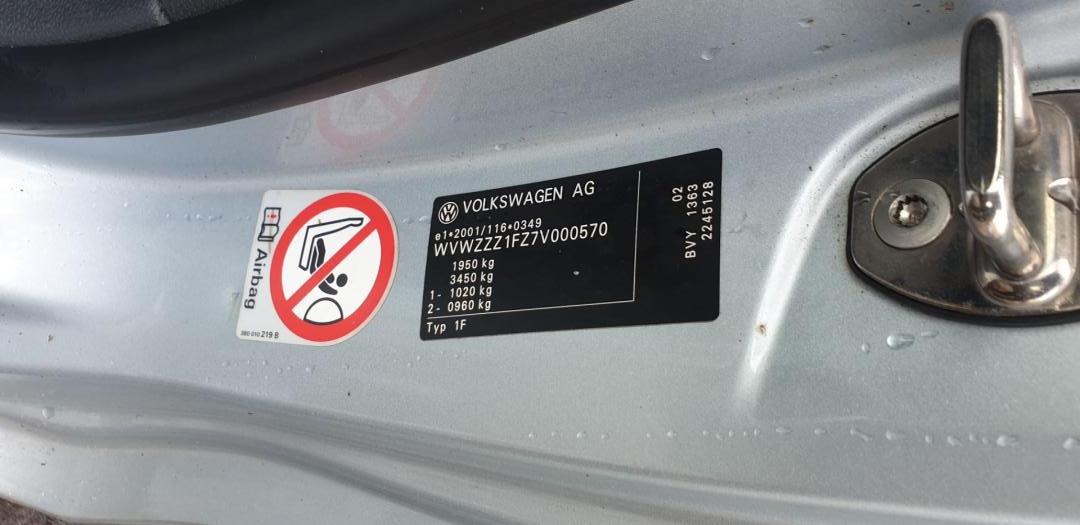 Airbag
3B0 010 219 B
VOLKSWAGEN AG
e1*2001/116*0349
WVWZZZ1FZ7V000570
1950 kg
3450 kg
1- 1020 kg
2- 0960 kg
Typ 1F
02
BVY 1363
2245128